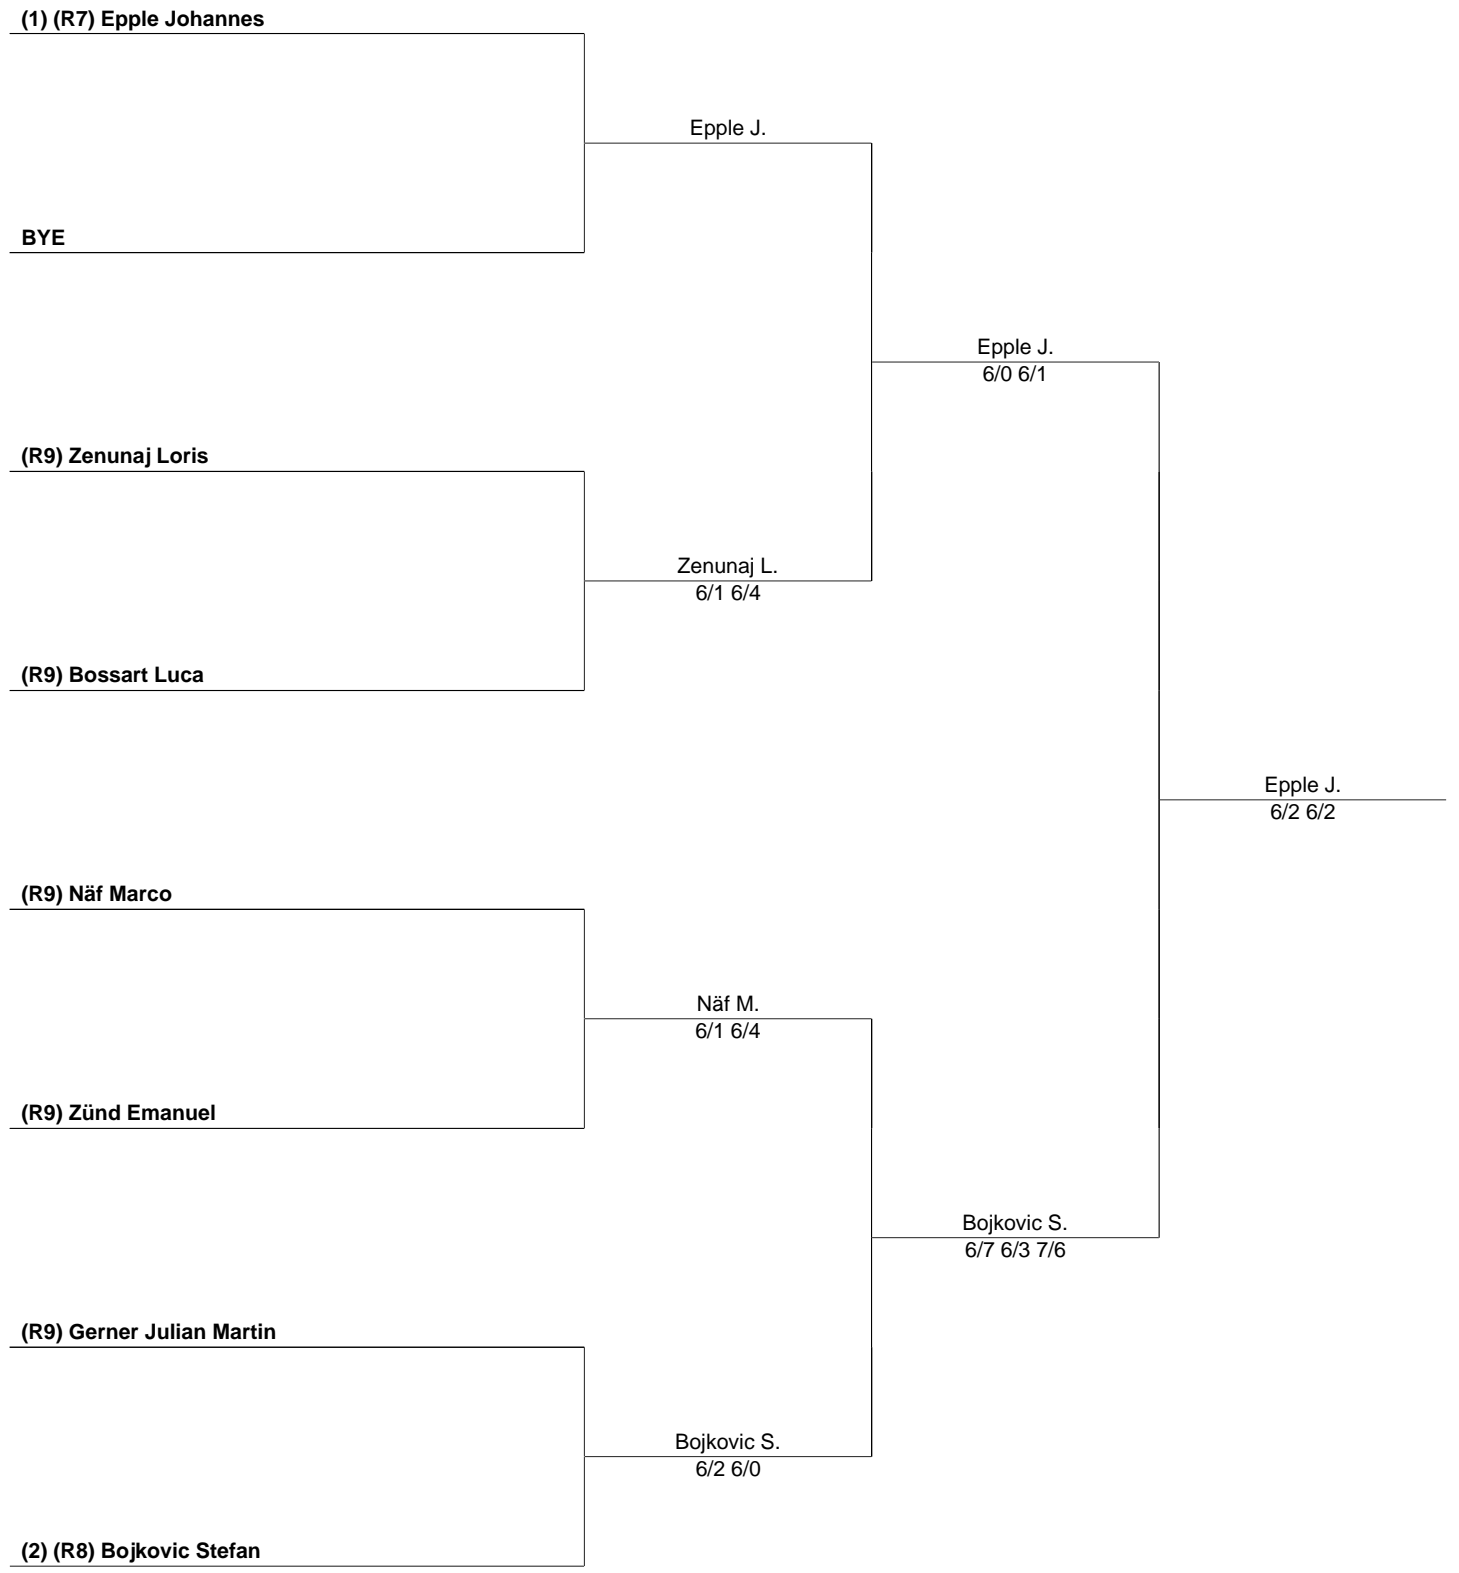 (1) (R7) Epple Johannes
Epple J.
BYE
Epple J.
6/0 6/1
(R9) Zenunaj Loris
Zenunaj L.
6/1 6/4
(R9) Bossart Luca
Epple J.
6/2 6/2
(R9) Näf Marco
Näf M.
6/1 6/4
(R9) Zünd Emanuel
Bojkovic S.
6/7 6/3 7/6
(R9) Gerner Julian Martin
Bojkovic S.
6/2 6/0
(2) (R8) Bojkovic Stefan